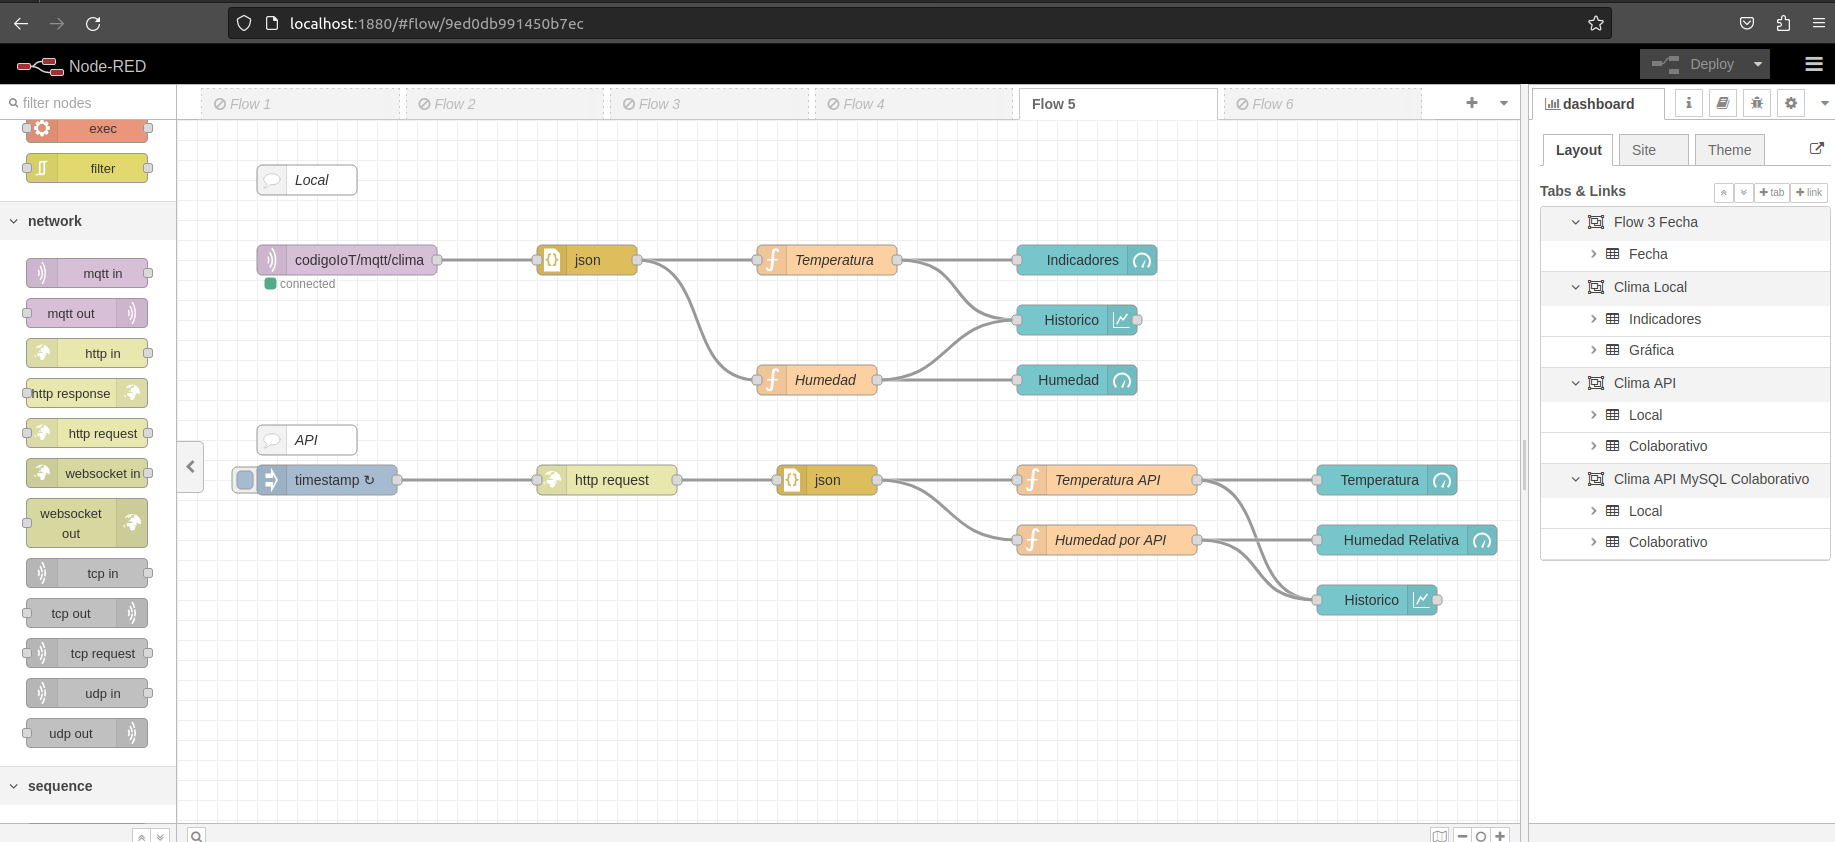 localhost:1880/#flow/9ed0db991450b7ec
Node-RED
Deploy
filter nodes
Flow 1
Flow 2
Flow 3
Flow 4
Flow 5
Flow 6
exec
filter
network
mqtt in
mqtt out
http in
http response
http request
websocket in
websocket
out
tcp in
tcp out
tcp request
udp in
udp out
sequence
Local
codigoIoT/mqtt/clima
connected
json
Temperatura
Indicadores
Historico
Humedad
Humedad
API
timestamp ↻
http request
json
Temperatura API
Temperatura
Humedad por API
Humedad Relativa
Historico
dashboard
Layout
Site
Theme
Tabs & Links
tab
link
Flow 3 Fecha
Fecha
Clima Local
Indicadores
Gráfica
Clima API
Local
Colaborativo
Clima API MySQL Colaborativo
Local
Colaborativo